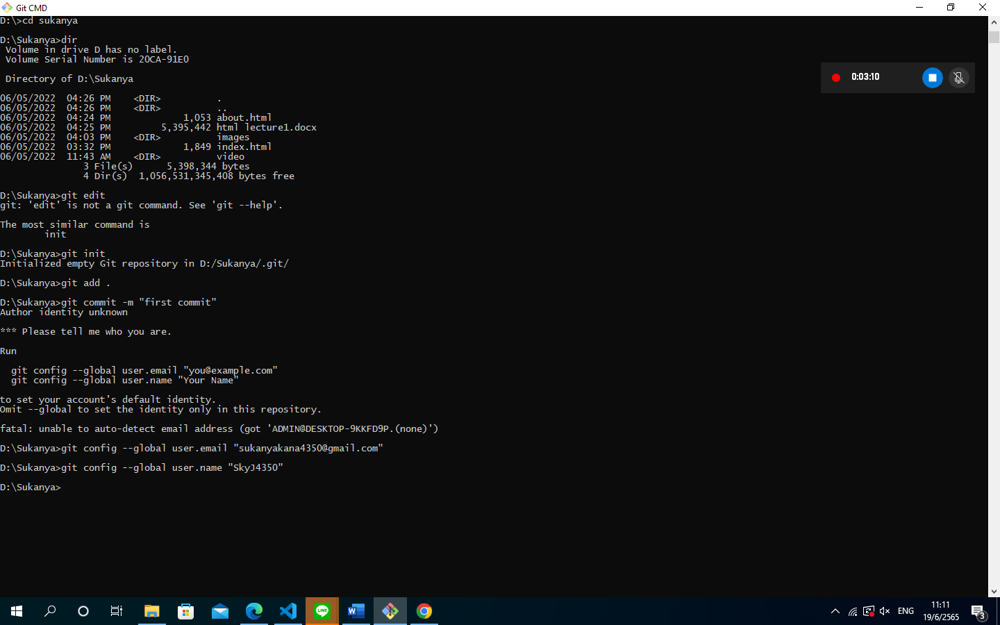 Git CMD
D:\>cd sukanya
D:\Sukanya>dir
 Volume in drive D has no label.
 Volume Serial Number is 20CA-91E0
 Directory of D:\Sukanya
06/05/2022  04:26 PM    <DIR>          .
06/05/2022  04:26 PM    <DIR>          ..
06/05/2022  04:24 PM             1,053 about.html
06/05/2022  04:25 PM         5,395,442 html lecture1.docx
06/05/2022  04:03 PM    <DIR>          images
06/05/2022  03:32 PM             1,849 index.html
06/05/2022  11:43 AM    <DIR>          video
               3 File(s)      5,398,344 bytes
               4 Dir(s)  1,056,531,345,408 bytes free
D:\Sukanya>git edit
git: 'edit' is not a git command. See 'git --help'.
The most similar command is
        init
D:\Sukanya>git init
Initialized empty Git repository in D:/Sukanya/.git/
D:\Sukanya>git add .
D:\Sukanya>git commit -m "first commit"
Author identity unknown
*** Please tell me who you are.
Run
  git config --global user.email "you@example.com"
  git config --global user.name "Your Name"
to set your account's default identity.
Omit --global to set the identity only in this repository.
fatal: unable to auto-detect email address (got 'ADMIN@DESKTOP-9KKFD9P.(none)')
D:\Sukanya>git config --global user.email "sukanyakana4350@gmail.com"
D:\Sukanya>git config --global user.name "SkyJ4350"
D:\Sukanya>
0:03:10
LINE
W
ENG
11:11
19/6/2565
3